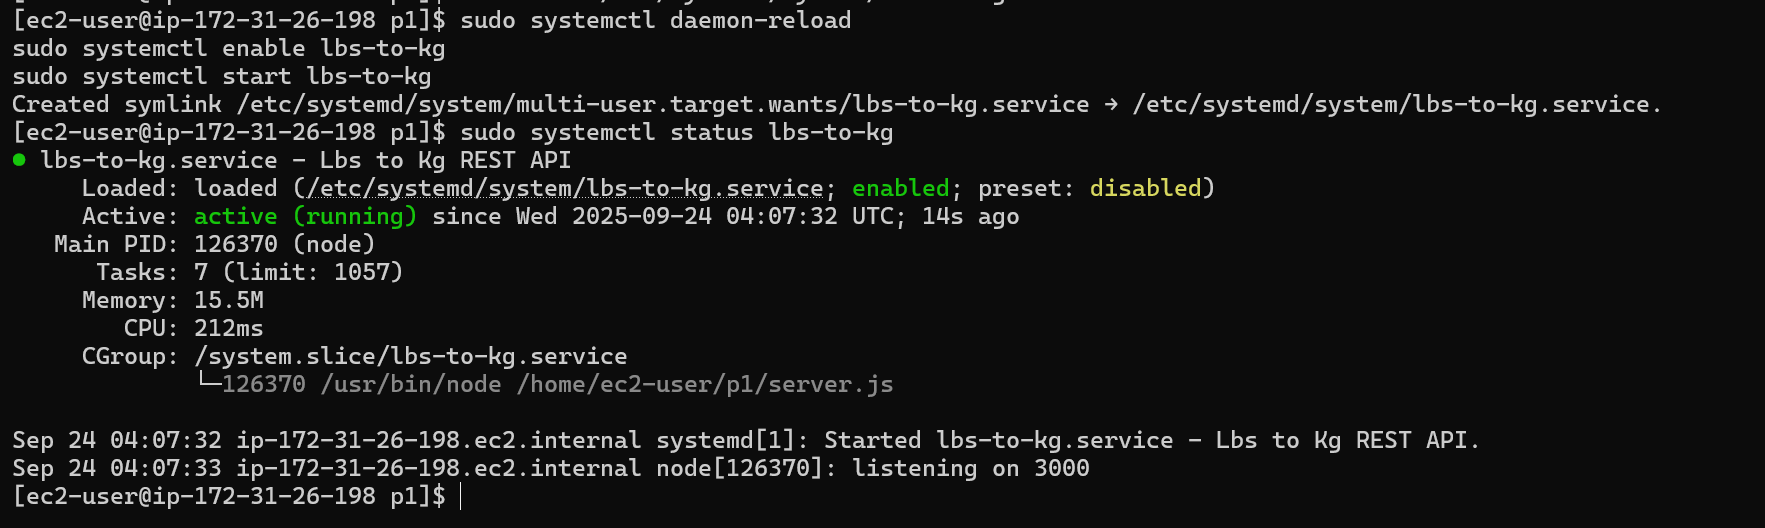 [ec2-user@ip-172-31-26-198 p1]$ sudo systemctl daemon-reload
sudo systemctl enable lbs-to-kg
sudo systemctl start lbs-to-kg
Created symlink /etc/systemd/system/multi-user.target.wants/lbs-to-kg.service → /etc/systemd/system/lbs-to-kg.service.
[ec2-user@ip-172-31-26-198 p1]$ sudo systemctl status lbs-to-kg
● lbs-to-kg.service - Lbs to Kg REST API
     Loaded: loaded (/etc/systemd/system/lbs-to-kg.service; enabled; preset: disabled)
     Active: active (running) since Wed 2025-09-24 04:07:32 UTC; 14s ago
   Main PID: 126370 (node)
      Tasks: 7 (limit: 1057)
     Memory: 15.5M
        CPU: 212ms
     CGroup: /system.slice/lbs-to-kg.service
             └─126370 /usr/bin/node /home/ec2-user/p1/server.js

Sep 24 04:07:32 ip-172-31-26-198.ec2.internal systemd[1]: Started lbs-to-kg.service - Lbs to Kg REST API.
Sep 24 04:07:33 ip-172-31-26-198.ec2.internal node[126370]: listening on 3000
[ec2-user@ip-172-31-26-198 p1]$